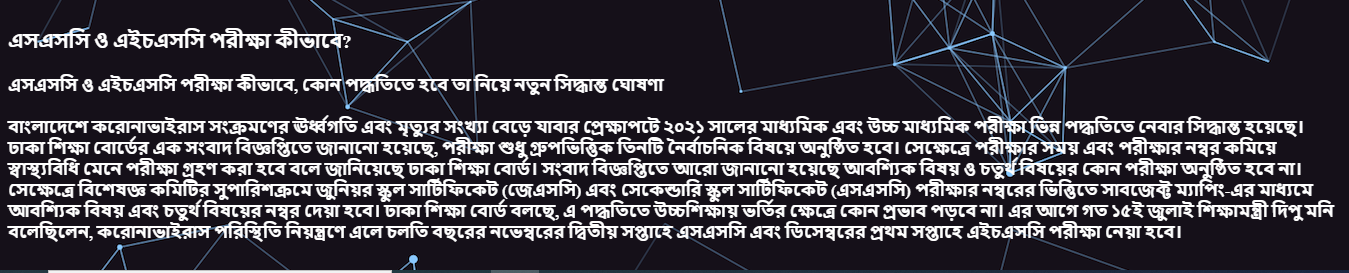 এসএসসি ও এইচএসসি পরীক্ষা কীভাবে?
এসএসসি ও এইচএসসি পরীক্ষা কীভাবে, কোন পদ্ধতিতে হবে তা নিয়ে নতুন সিদ্ধান্ত ঘোষণা
বাংলাদেশে করোনাভাইরাস সংক্রমণের ঊর্ধ্বগতি এবং মৃত্যুর সংখ্যা বেড়ে যাবার প্রেক্ষাপটে ২০২১ সালের মাধ্যমিক এবং উচ্চ মাধ্যমিক পরীক্ষা ভিন্ন পদ্ধতিতে নেবার সিদ্ধান্ত হয়েছে।
ঢাকা শিক্ষা বোর্ডের এক সংবাদ বিজ্ঞপ্তিতে জানানো হয়েছে, পরীক্ষা শুধু গ্রুপভিত্তিক তিনটি নৈর্বাচনিক বিষয়ে অনুষ্ঠিত হবে। সেক্ষেত্রে পরীক্ষার সময় এবং পরীক্ষার নম্বর কমিয়ে
স্বাস্থ্যবিধি মেনে পরীক্ষা গ্রহণ করা হবে বলে জানিয়েছে ঢাকা শিক্ষা বোর্ড। সংবাদ বিজ্ঞপ্তিতে আরো জানানো হয়েছে আবশ্যিক বিষয় ও চতুর্থ বিষয়ের কোন পরীক্ষা অনুষ্ঠিত হবে না।
সেক্ষেত্রে বিশেষজ্ঞ কমিটির সুপারিশক্রমে জুনিয়র স্কুল সার্টিফিকেট (জেএসসি) এবং সেকেন্ডারি স্কুল সার্টিফিকেট (এসএসসি) পরীক্ষার নম্বরের ভিত্তিতে সাবজেক্ট ম্যাপিং-এর মাধ্যমে
আবশ্যিক বিষয় এবং চতুর্থ বিষয়ের নম্বর দেয়া হবে। ঢাকা শিক্ষা বোর্ড বলছে, এ পদ্ধতিতে উচ্চশিক্ষায় ভর্তির ক্ষেত্রে কোন প্রভাব পড়বে না। এর আগে গত ১৫ই জুলাই শিক্ষামন্ত্রী দিপু মনি
বলেছিলেন, করোনাভাইরাস পরিস্থিতি নিয়ন্ত্রণে এলে চলতি বছরের নভেম্বরের দ্বিতীয় সপ্তাহে এসএসসি এবং ডিসেম্বরের প্রথম সপ্তাহে এইচএসসি পরীক্ষা নেয়া হবে।